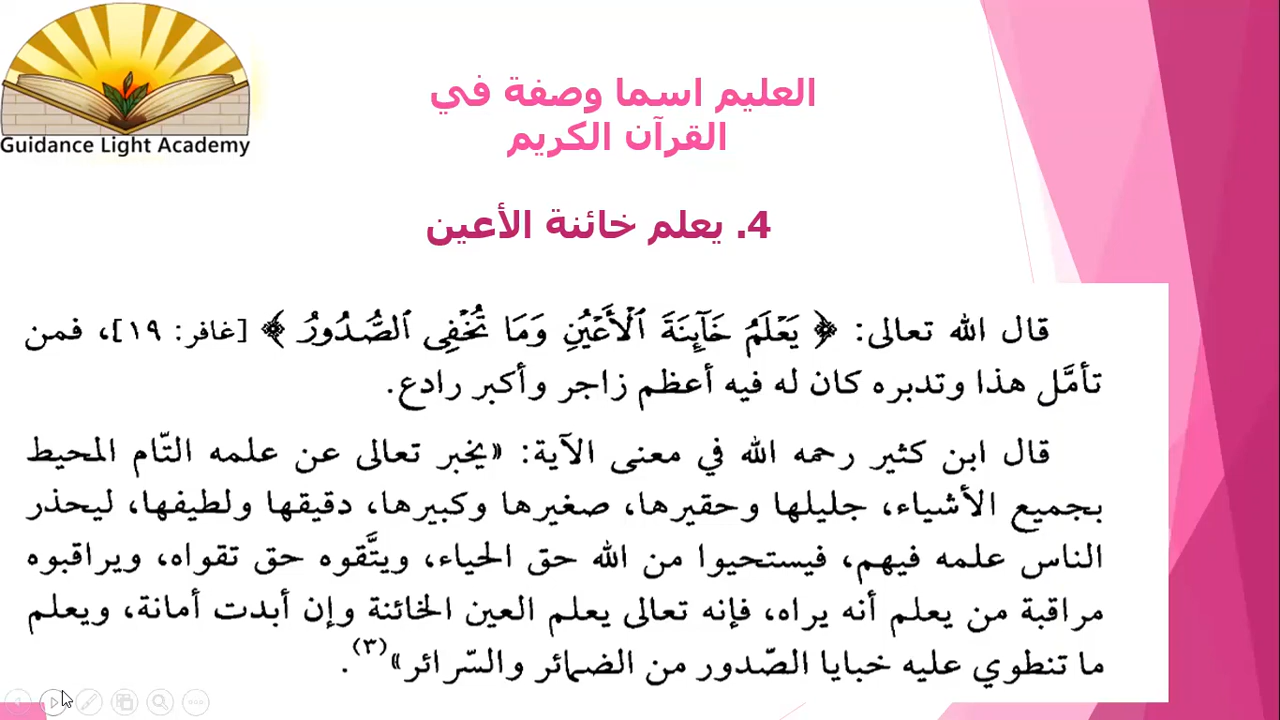 Guidance Light Academy
العليم اسما وصفة في
القرآن الكريم
4. يعلم خائنة الأعين
قال الله تعالى: ﴿ يَعْلَمُ خَآئِنَةَ ٱلْأَعْيُنِ وَمَا تُخْفِى ٱلصُّدُورُ ﴾ [غافر: ١٩]، فمن
تأمَّل هذا وتدبره كان له فيه أعظم زاجر وأكبر رادع.
قال ابن كثير رحمه الله في معنى الآية: «يخبر تعالى عن علمه التّام المحيط
بجميع الأشياء، جليلها وحقيرها، صغيرها وكبيرها، دقيقها ولطيفها، ليحذر
الناس علمه فيهم، فيستحيوا من الله حق الحياء، ويتَّقوه حق تقواه، ويراقبوه
مراقبة من يعلم أنه يراه، فإنه تعالى يعلم العين الخائنة وإن أبدت أمانة، ويعلم
ما تنطوي عليه خبايا الصّدور من الضمائر والسّرائر»(٣).